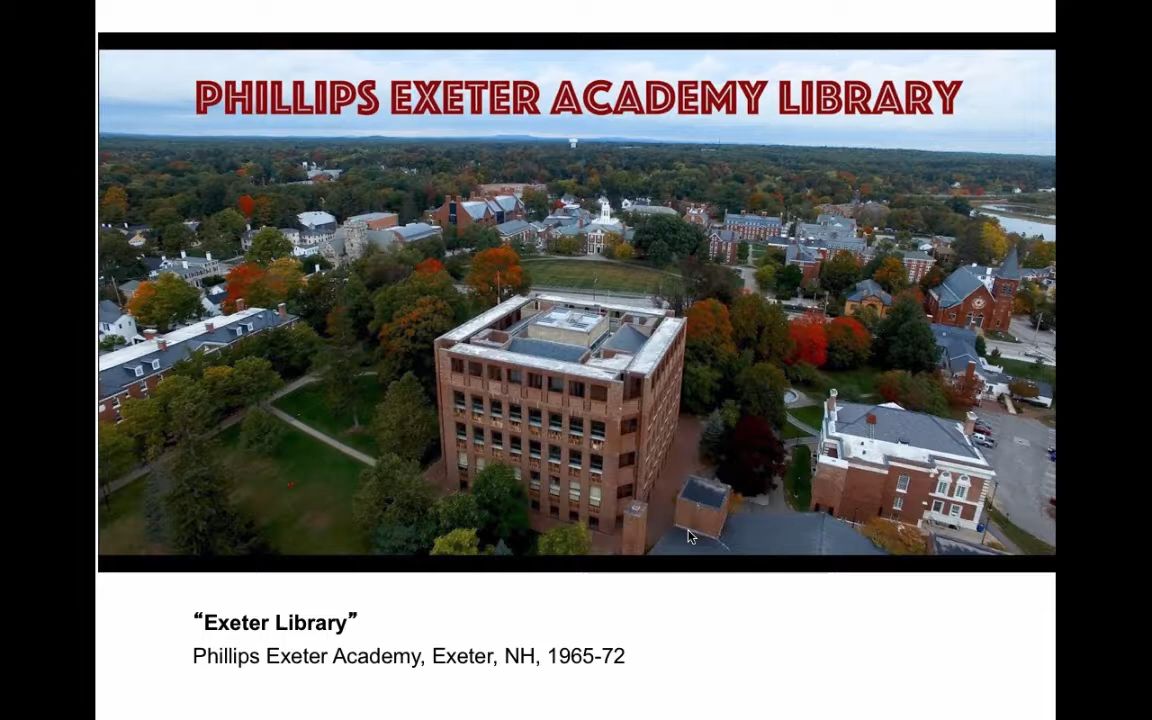 PHILLIPS EXETER ACADEMY LIBRARY
“Exeter Library”
Phillips Exeter Academy, Exeter, NH, 1965-72